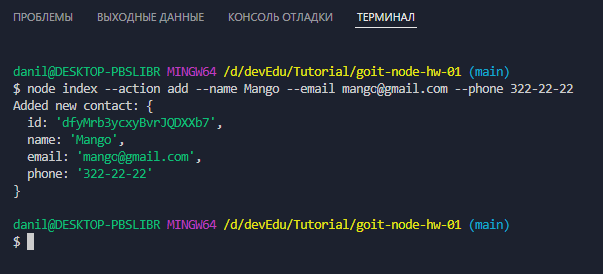 ПРОБЛЕМЫ ВЫХОДНЫЕ ДАННЫЕ КОНСОЛЬ ОТЛАДКИ ТЕРМИНАЛ
danil@DESKTOP-PBSLIBR MINGW64 /d/devEdu/Tutorial/goit-node-hw-01 (main)
$ node index --action add --name Mango --email mango@gmail.com --phone 322-22-22
Added new contact: {
  id: 'dfyMrb3ycxyBvrJQDXXb7',
  name: 'Mango',
  email: 'mango@gmail.com',
  phone: '322-22-22'
}
danil@DESKTOP-PBSLIBR MINGW64 /d/devEdu/Tutorial/goit-node-hw-01 (main)
$